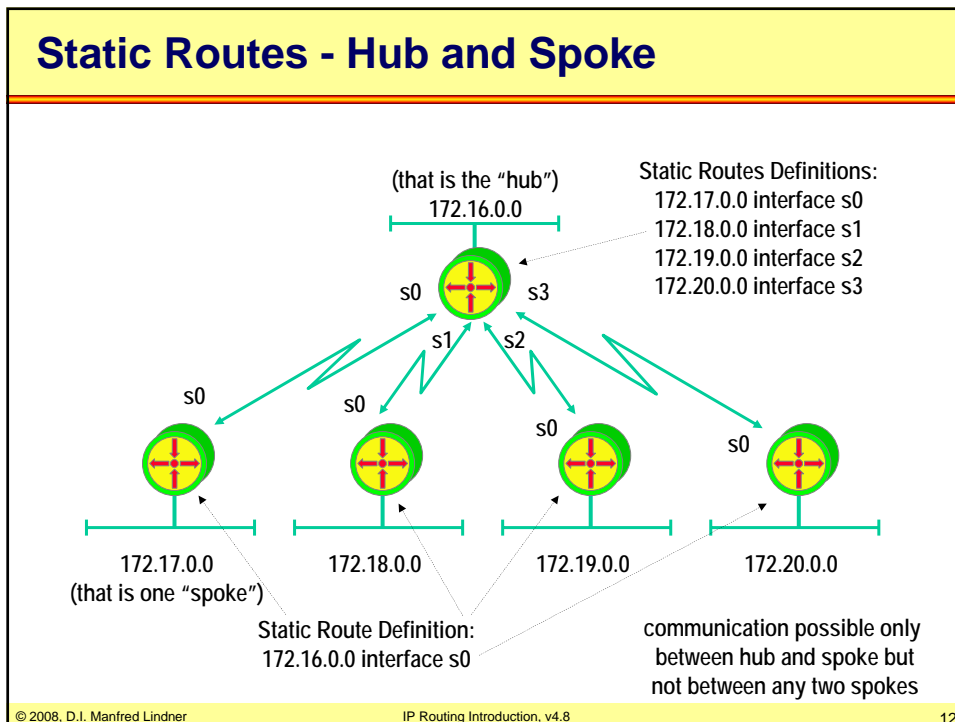 Static Routes - Hub and Spoke
(that is the “hub”)
172.16.0.0
Static Routes Definitions:
172.17.0.0 interface s0
172.18.0.0 interface s1
172.19.0.0 interface s2
172.20.0.0 interface s3
s0
s3
s1
s2
s0
s0
s0
s0
172.17.0.0
(that is one “spoke”)
172.18.0.0
172.19.0.0
172.20.0.0
Static Route Definition:
172.16.0.0 interface s0
communication possible only
between hub and spoke but
not between any two spokes
© 2008, D.I. Manfred Lindner
IP Routing Introduction, v4.8
12